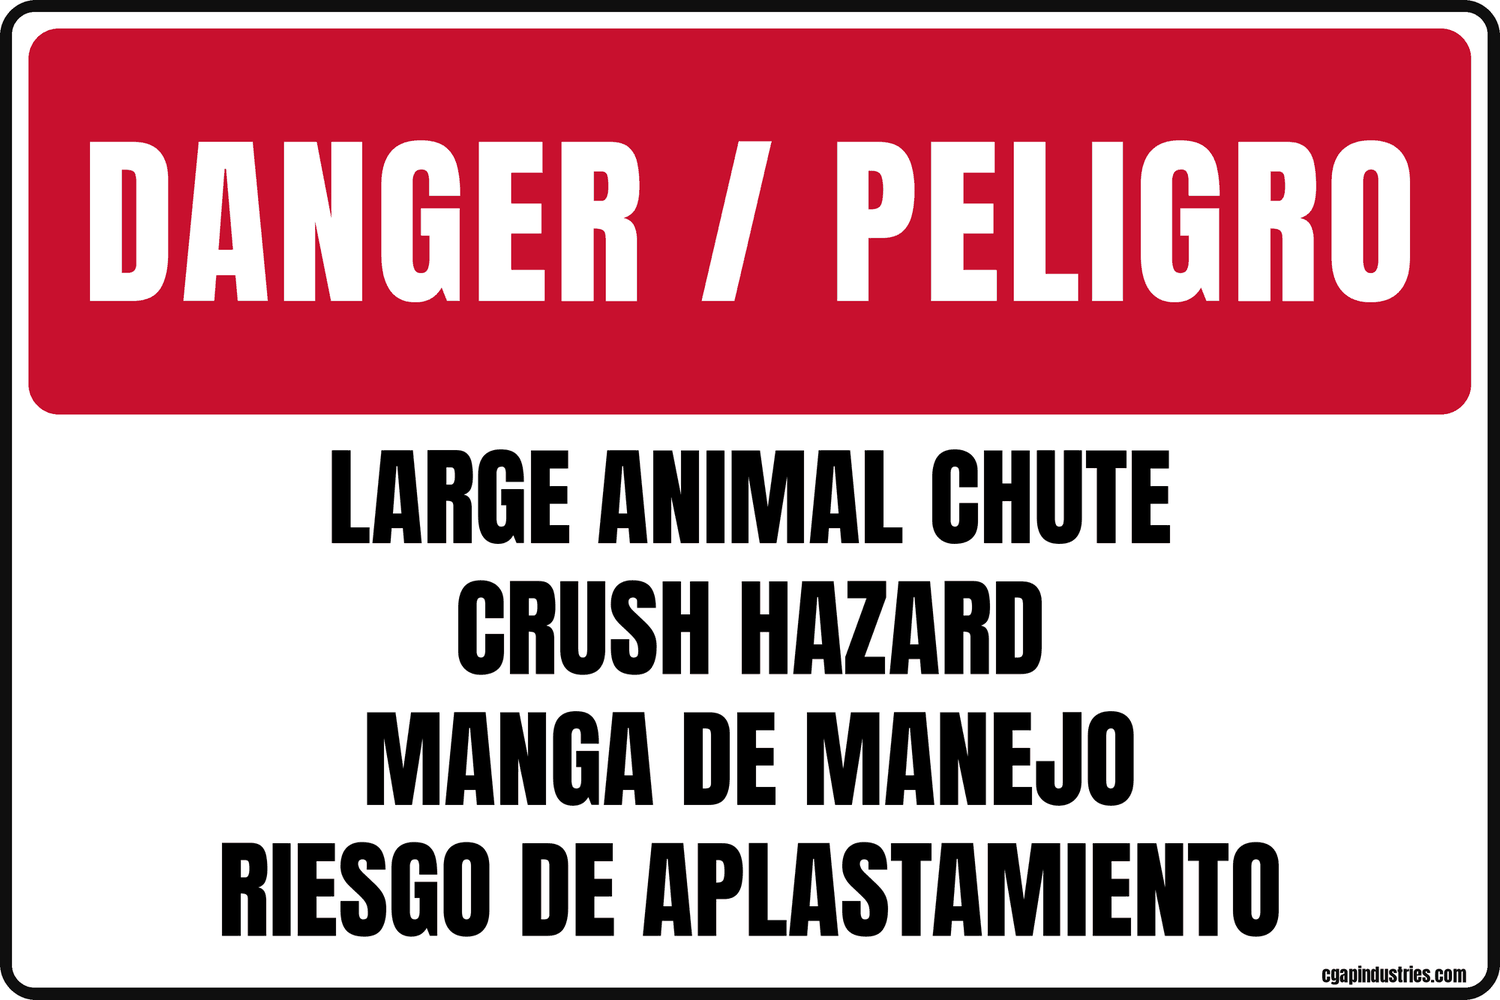 DANGER / PELIGRO
LARGE ANIMAL CHUTE
CRUSH HAZARD
MANGA DE MANEJO
RIESGO DE APLASTAMIENTO
cgapindustries.com